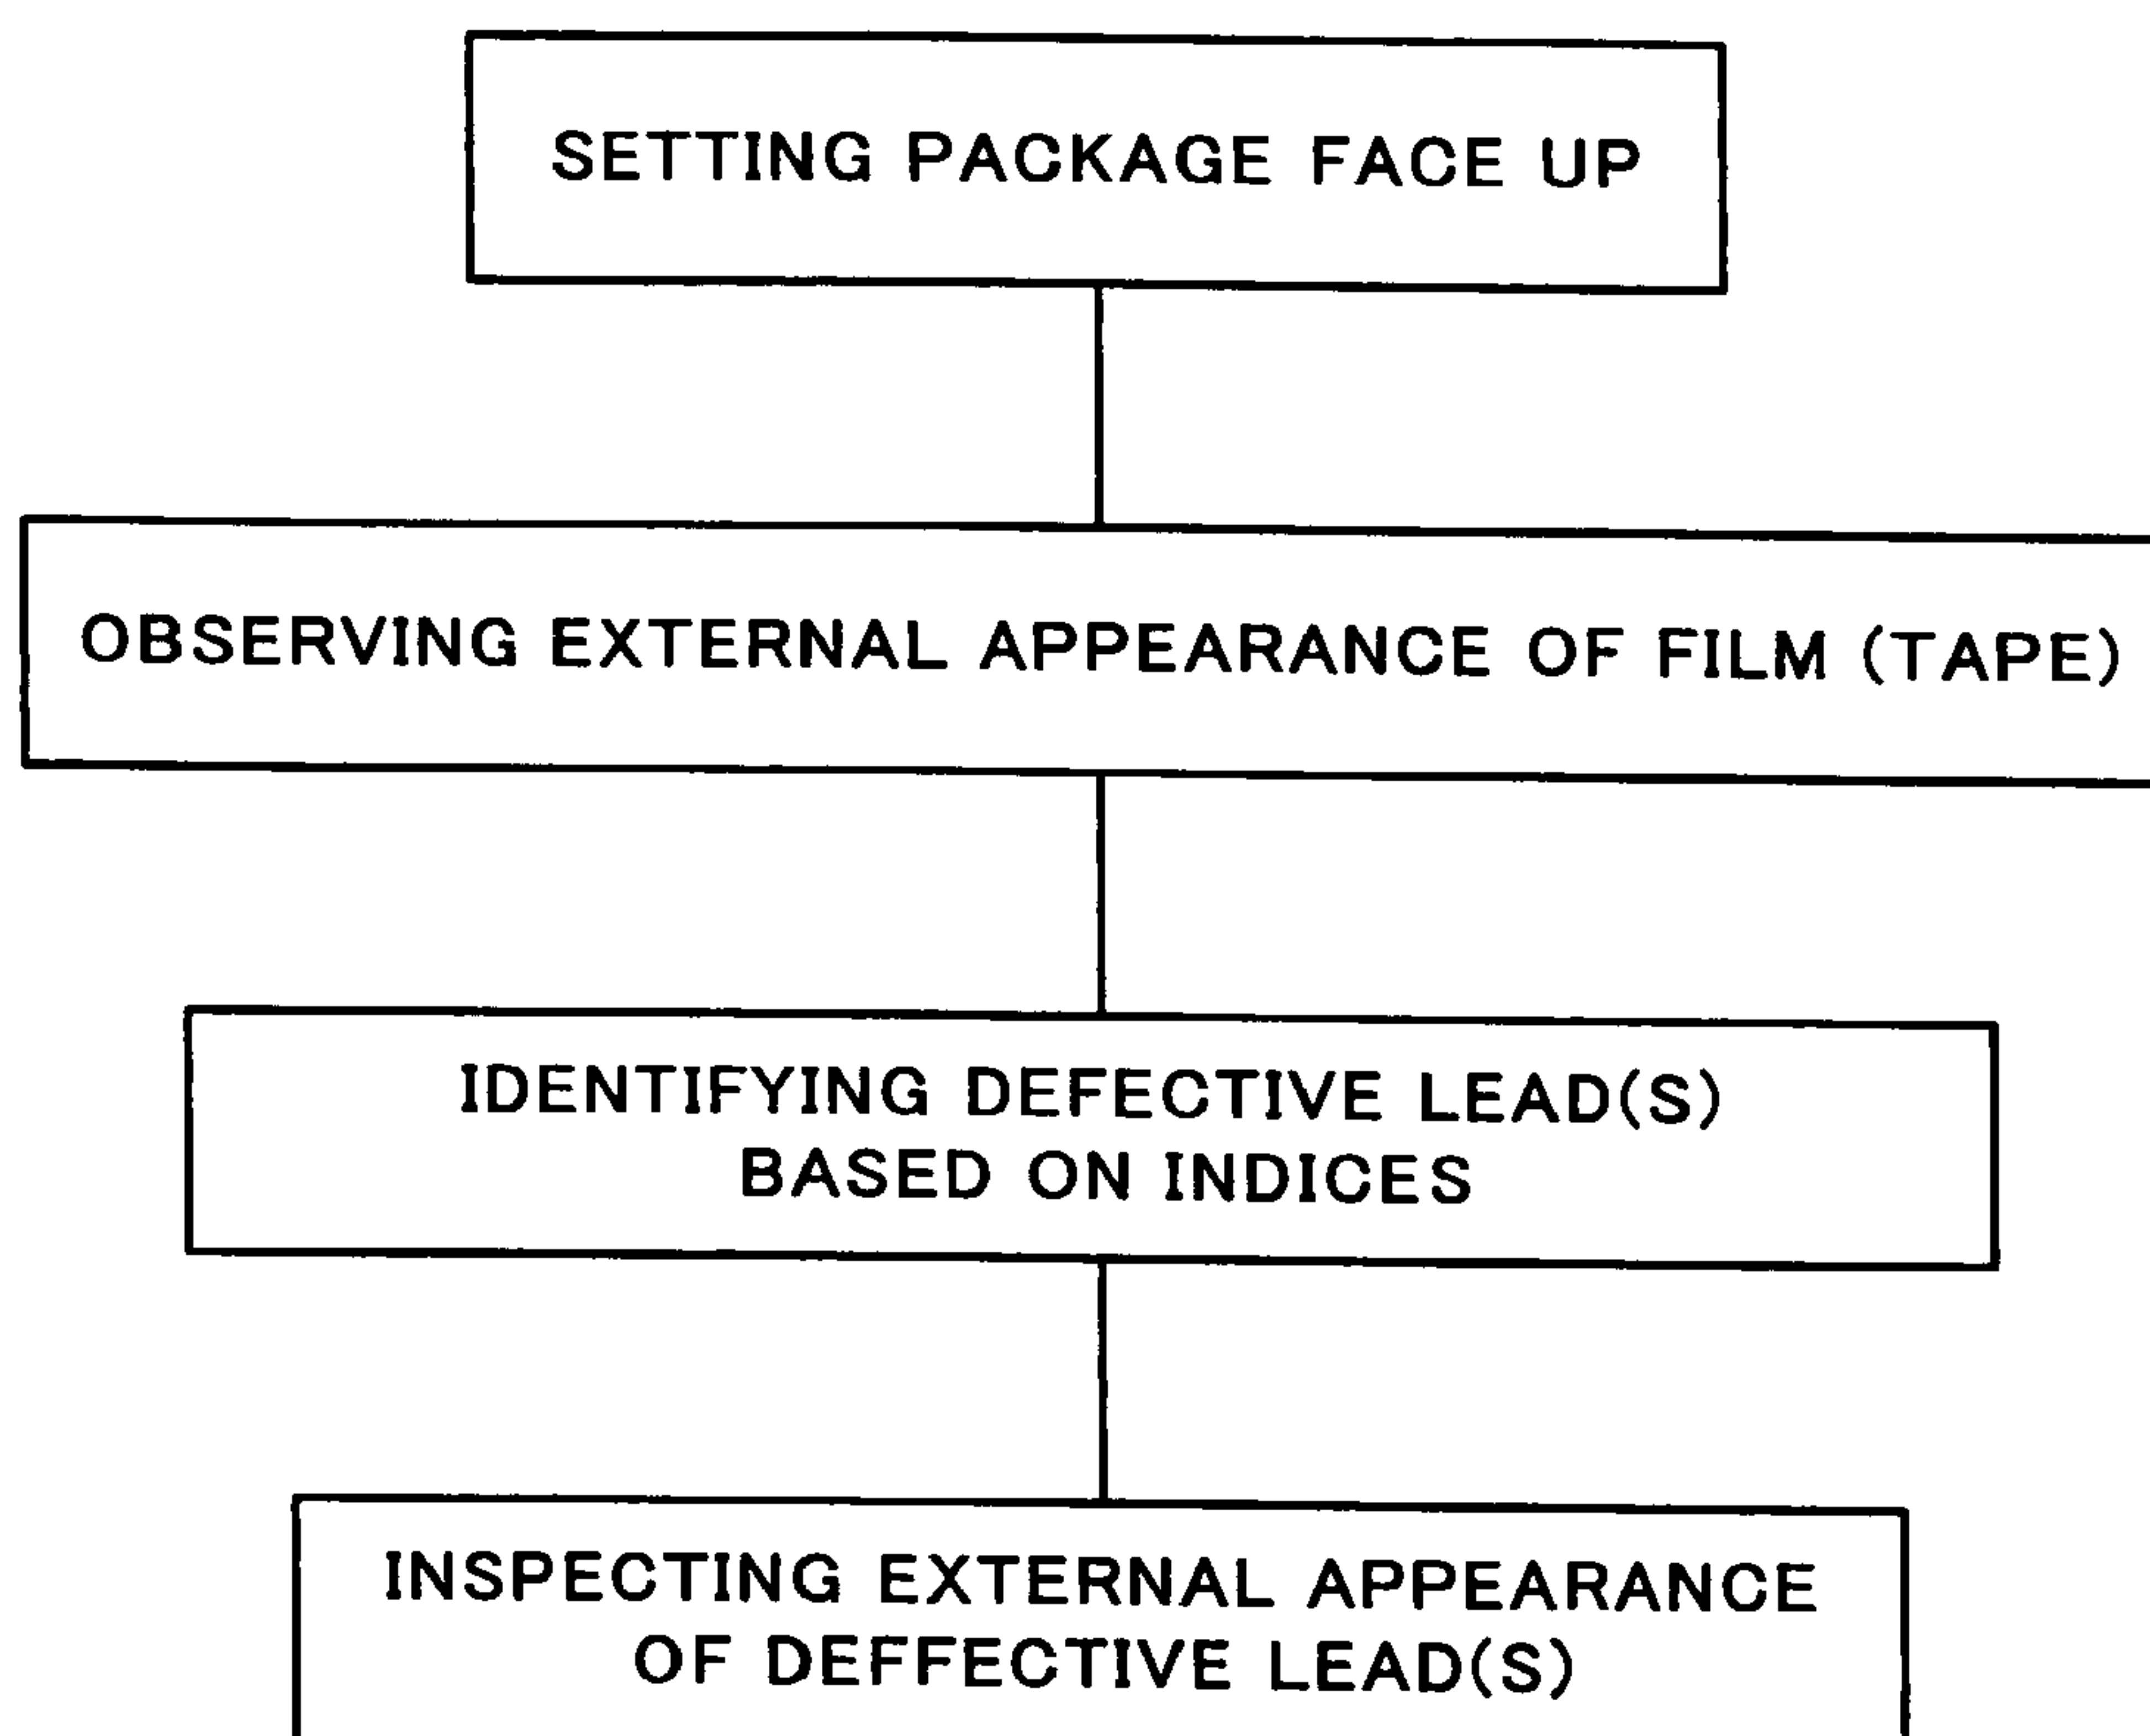 SETTING PACKAGE FACE UP
OBSERVING EXTERNAL APPEARANCE OF FILM (TAPE)
IDENTIFYING DEFECTIVE LEAD(S)
BASED ON INDICES
INSPECTING EXTERNAL APPEARANCE
OF DEFFECTIVE LEAD(S)